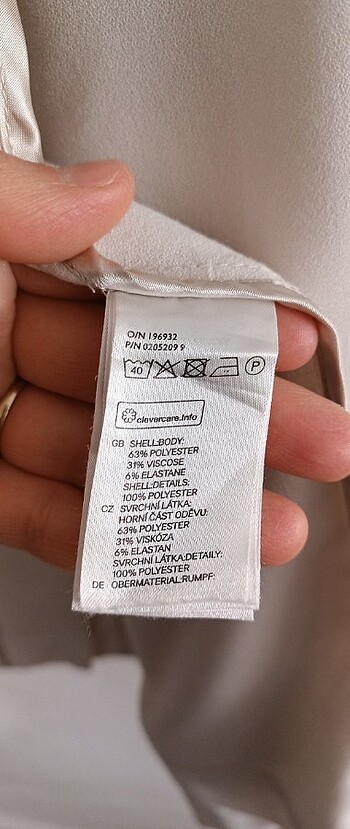 O/N 196932
P/N 0205209 9
40 P
clevercare.info
GB SHELL:BODY:
63% POLYESTER
31% VISCOSE
6% ELASTANE
SHELL:DETAILS:
100% POLYESTER
CZ SVRCHNÍ LÁTKA:
HORNÍ ČÁST ODĚVU:
63% POLYESTER
31% VISKÓZA
6% ELASTAN
SVRCHNÍ LÁTKA:DETAILY:
100% POLYESTER
DE OBERMATERIAL:RUMPF: